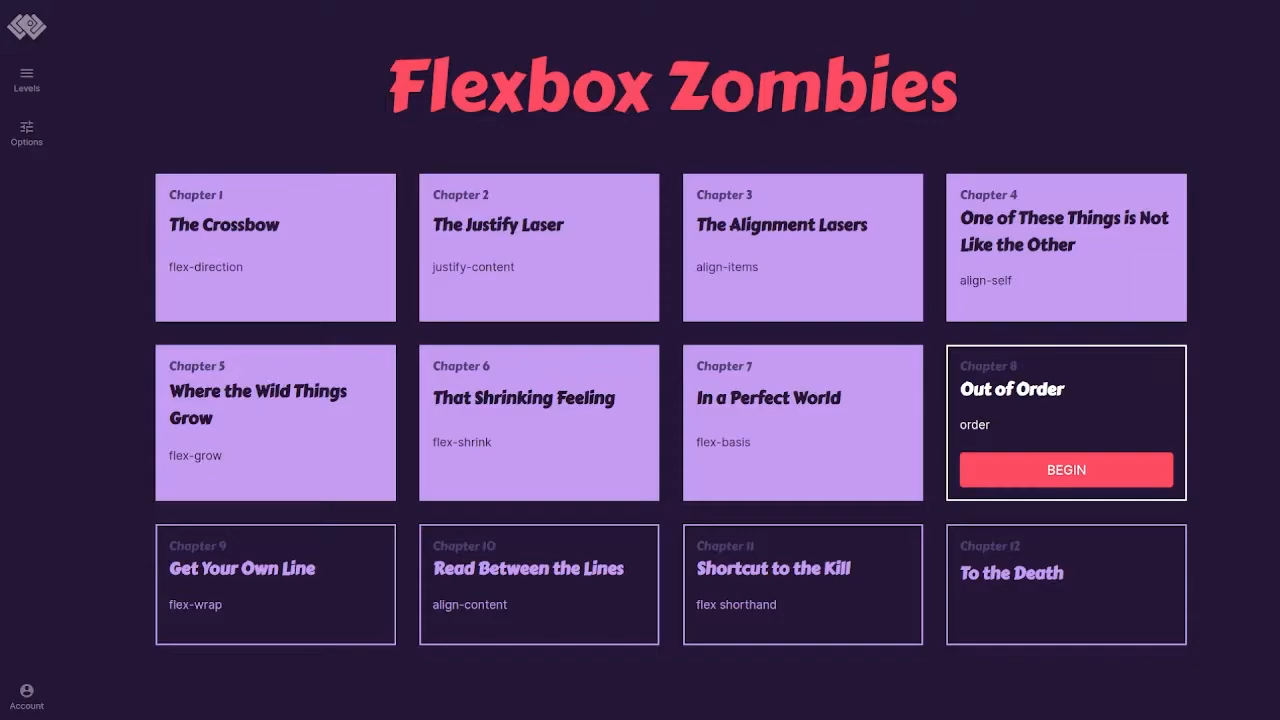 Levels
Options
Flexbox Zombies
Chapter 1
The Crossbow
flex-direction
Chapter 2
The Justify Laser
justify-content
Chapter 3
The Alignment Lasers
align-items
Chapter 4
One of These Things is Not
Like the Other
align-self
Chapter 5
Where the Wild Things
Grow
flex-grow
Chapter 6
That Shrinking Feeling
flex-shrink
Chapter 7
In a Perfect World
flex-basis
Chapter 8
Out of Order
order
BEGIN
Chapter 9
Get Your Own Line
flex-wrap
Chapter 10
Read Between the Lines
align-content
Chapter 11
Shortcut to the Kill
flex shorthand
Chapter 12
To the Death
Account